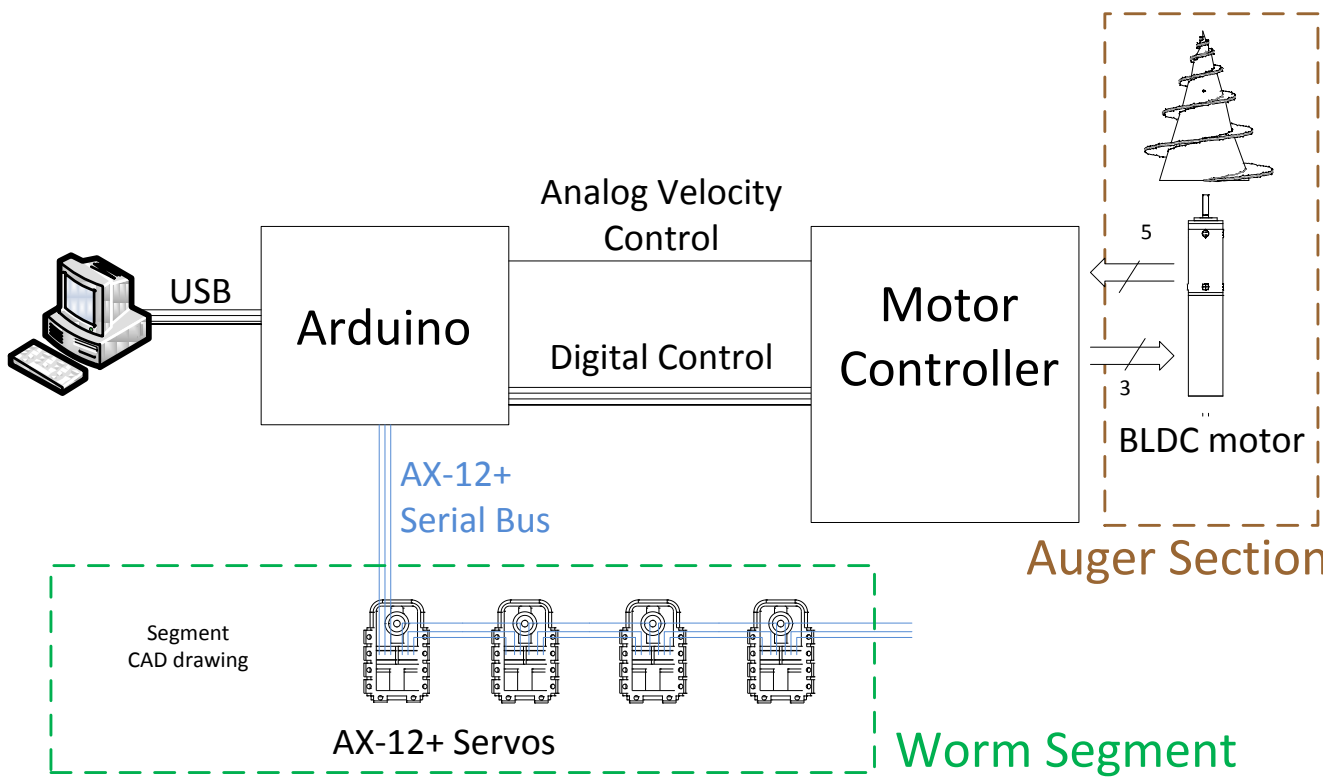 Analog Velocity
Control
USB
Arduino
Digital Control
Motor
Controller
5
3
BLDC motor
Auger Section
AX-12+
Serial Bus
Segment
CAD drawing
AX-12+ Servos
Worm Segment